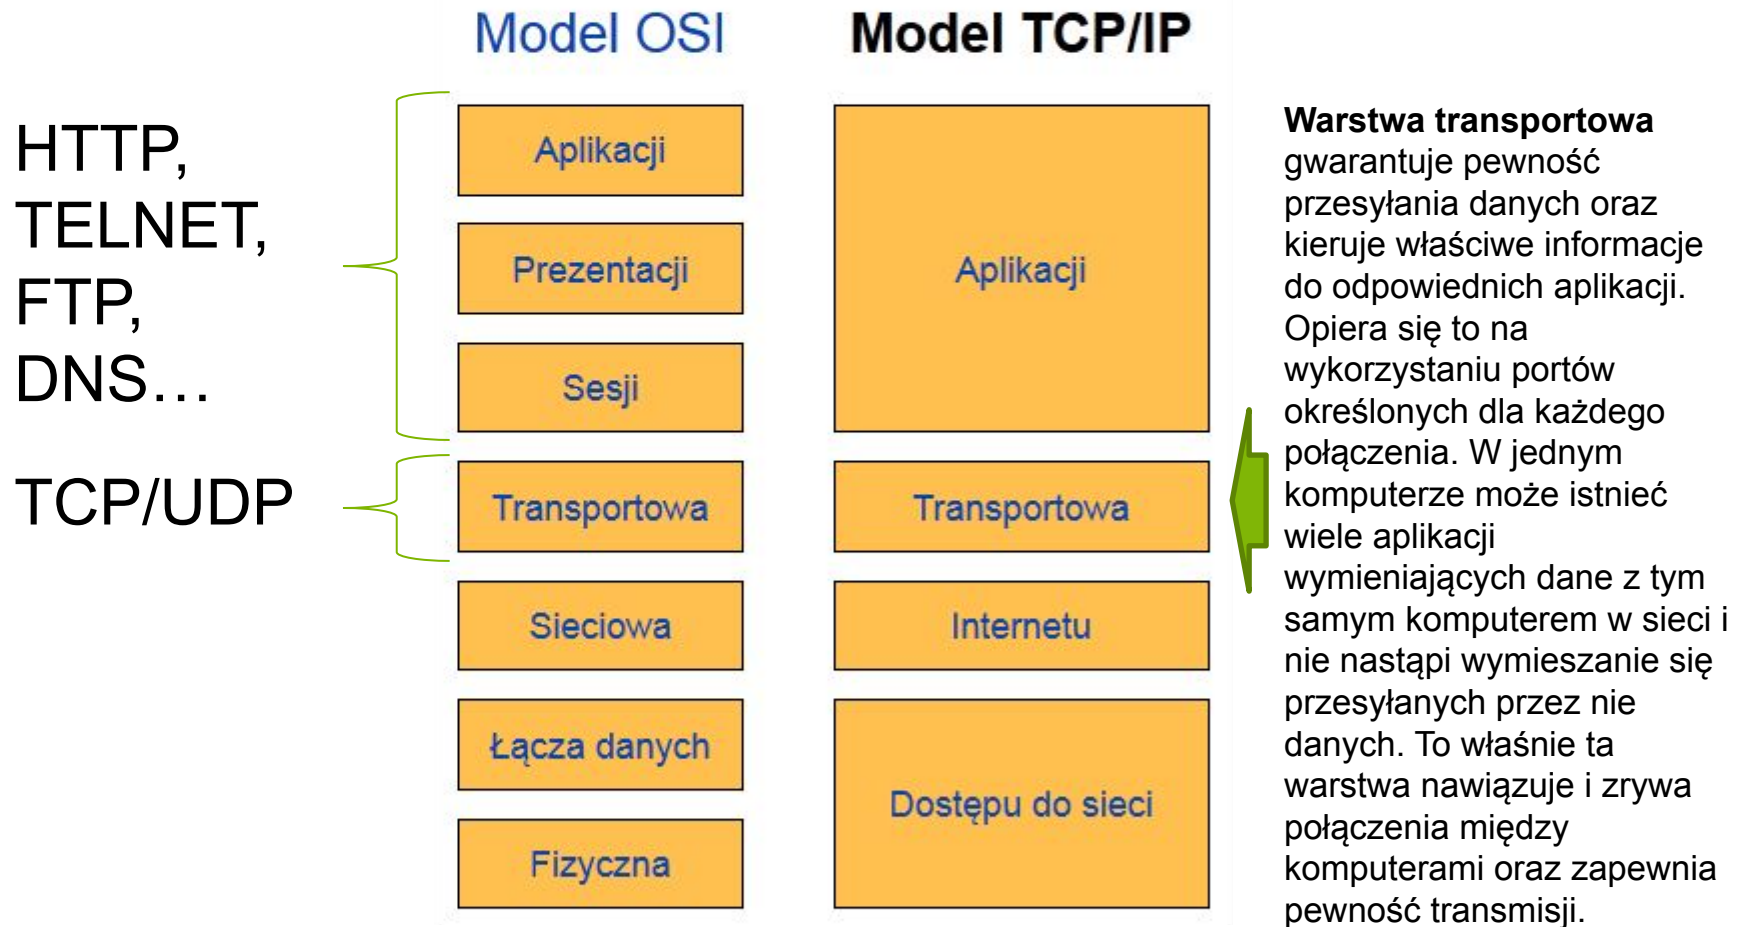 Model OSI
Model TCP/IP
HTTP,
TELNET,
FTP,
DNS…
TCP/UDP
Aplikacji
Prezentacji
Sesji
Transportowa
Sieciowa
Łącza danych
Fizyczna
Aplikacji
Transportowa
Internetu
Dostępu do sieci
Warstwa transportowa
gwarantuje pewność
przesyłania danych oraz
kieruje właściwe informacje
do odpowiednich aplikacji.
Opiera się to na
wykorzystaniu portów
określonych dla każdego
połączenia. W jednym
komputerze może istnieć
wiele aplikacji
wymieniających dane z tym
samym komputerem w sieci i
nie nastąpi wymieszanie się
przesyłanych przez nie
danych. To właśnie ta
warstwa nawiązuje i zrywa
połączenia między
komputerami oraz zapewnia
pewność transmisji.